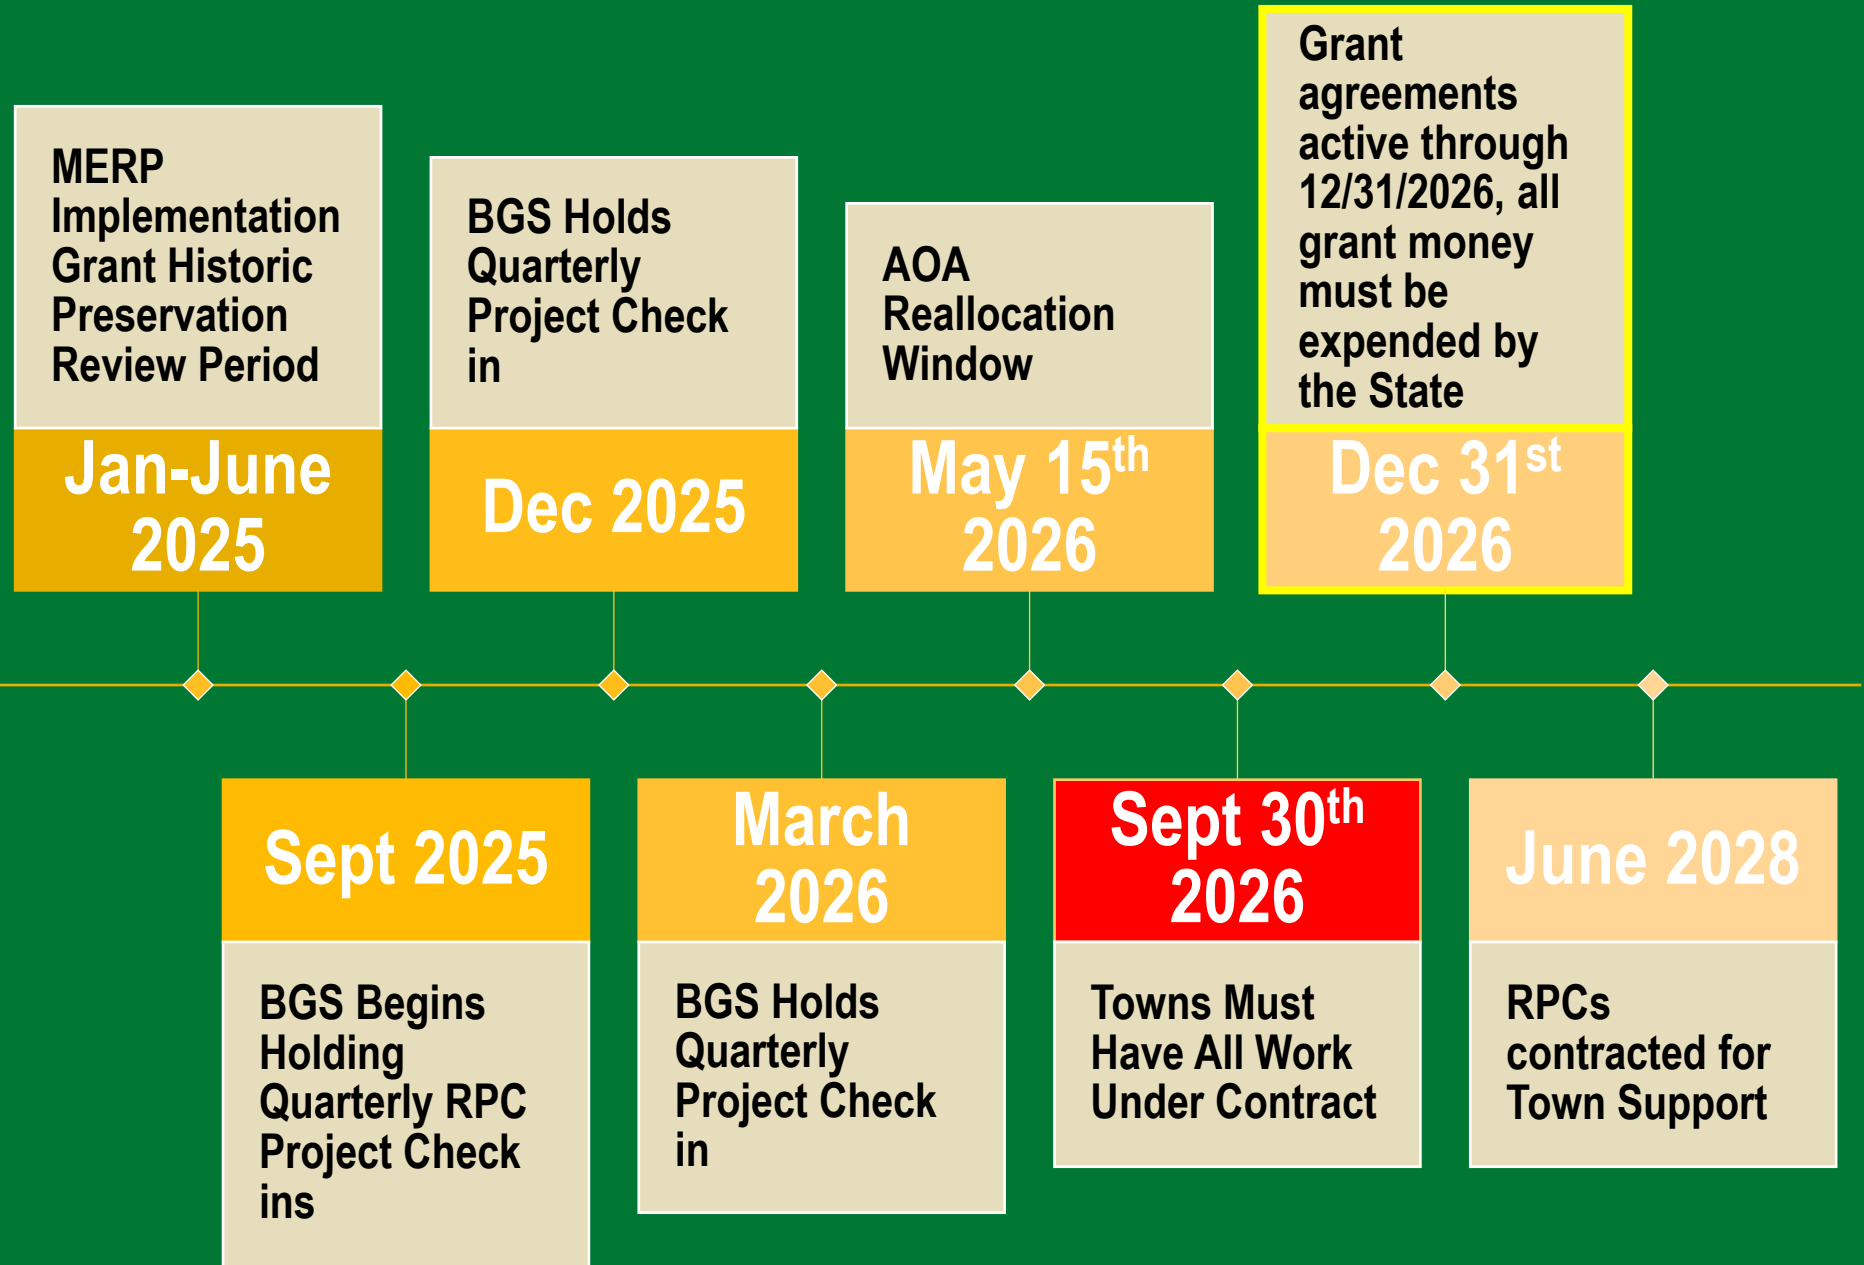 MERP
Implementation
Grant Historic
Preservation
Review Period
Jan-June
2025
BGS Begins
Holding
Quarterly RPC
Project Check
ins
Sept 2025
BGS Holds
Quarterly
Project Check
in
Dec 2025
March
2026
BGS Holds
Quarterly
Project Check
in
AOA
Reallocation
Window
May 15th
2026
Sept 30th
2026
Towns Must
Have All Work
Under Contract
Grant
agreements
active through
12/31/2026, all
grant money
must be
expended by
the State
Dec 31st
2026
June 2028
RPCs
contracted for
Town Support